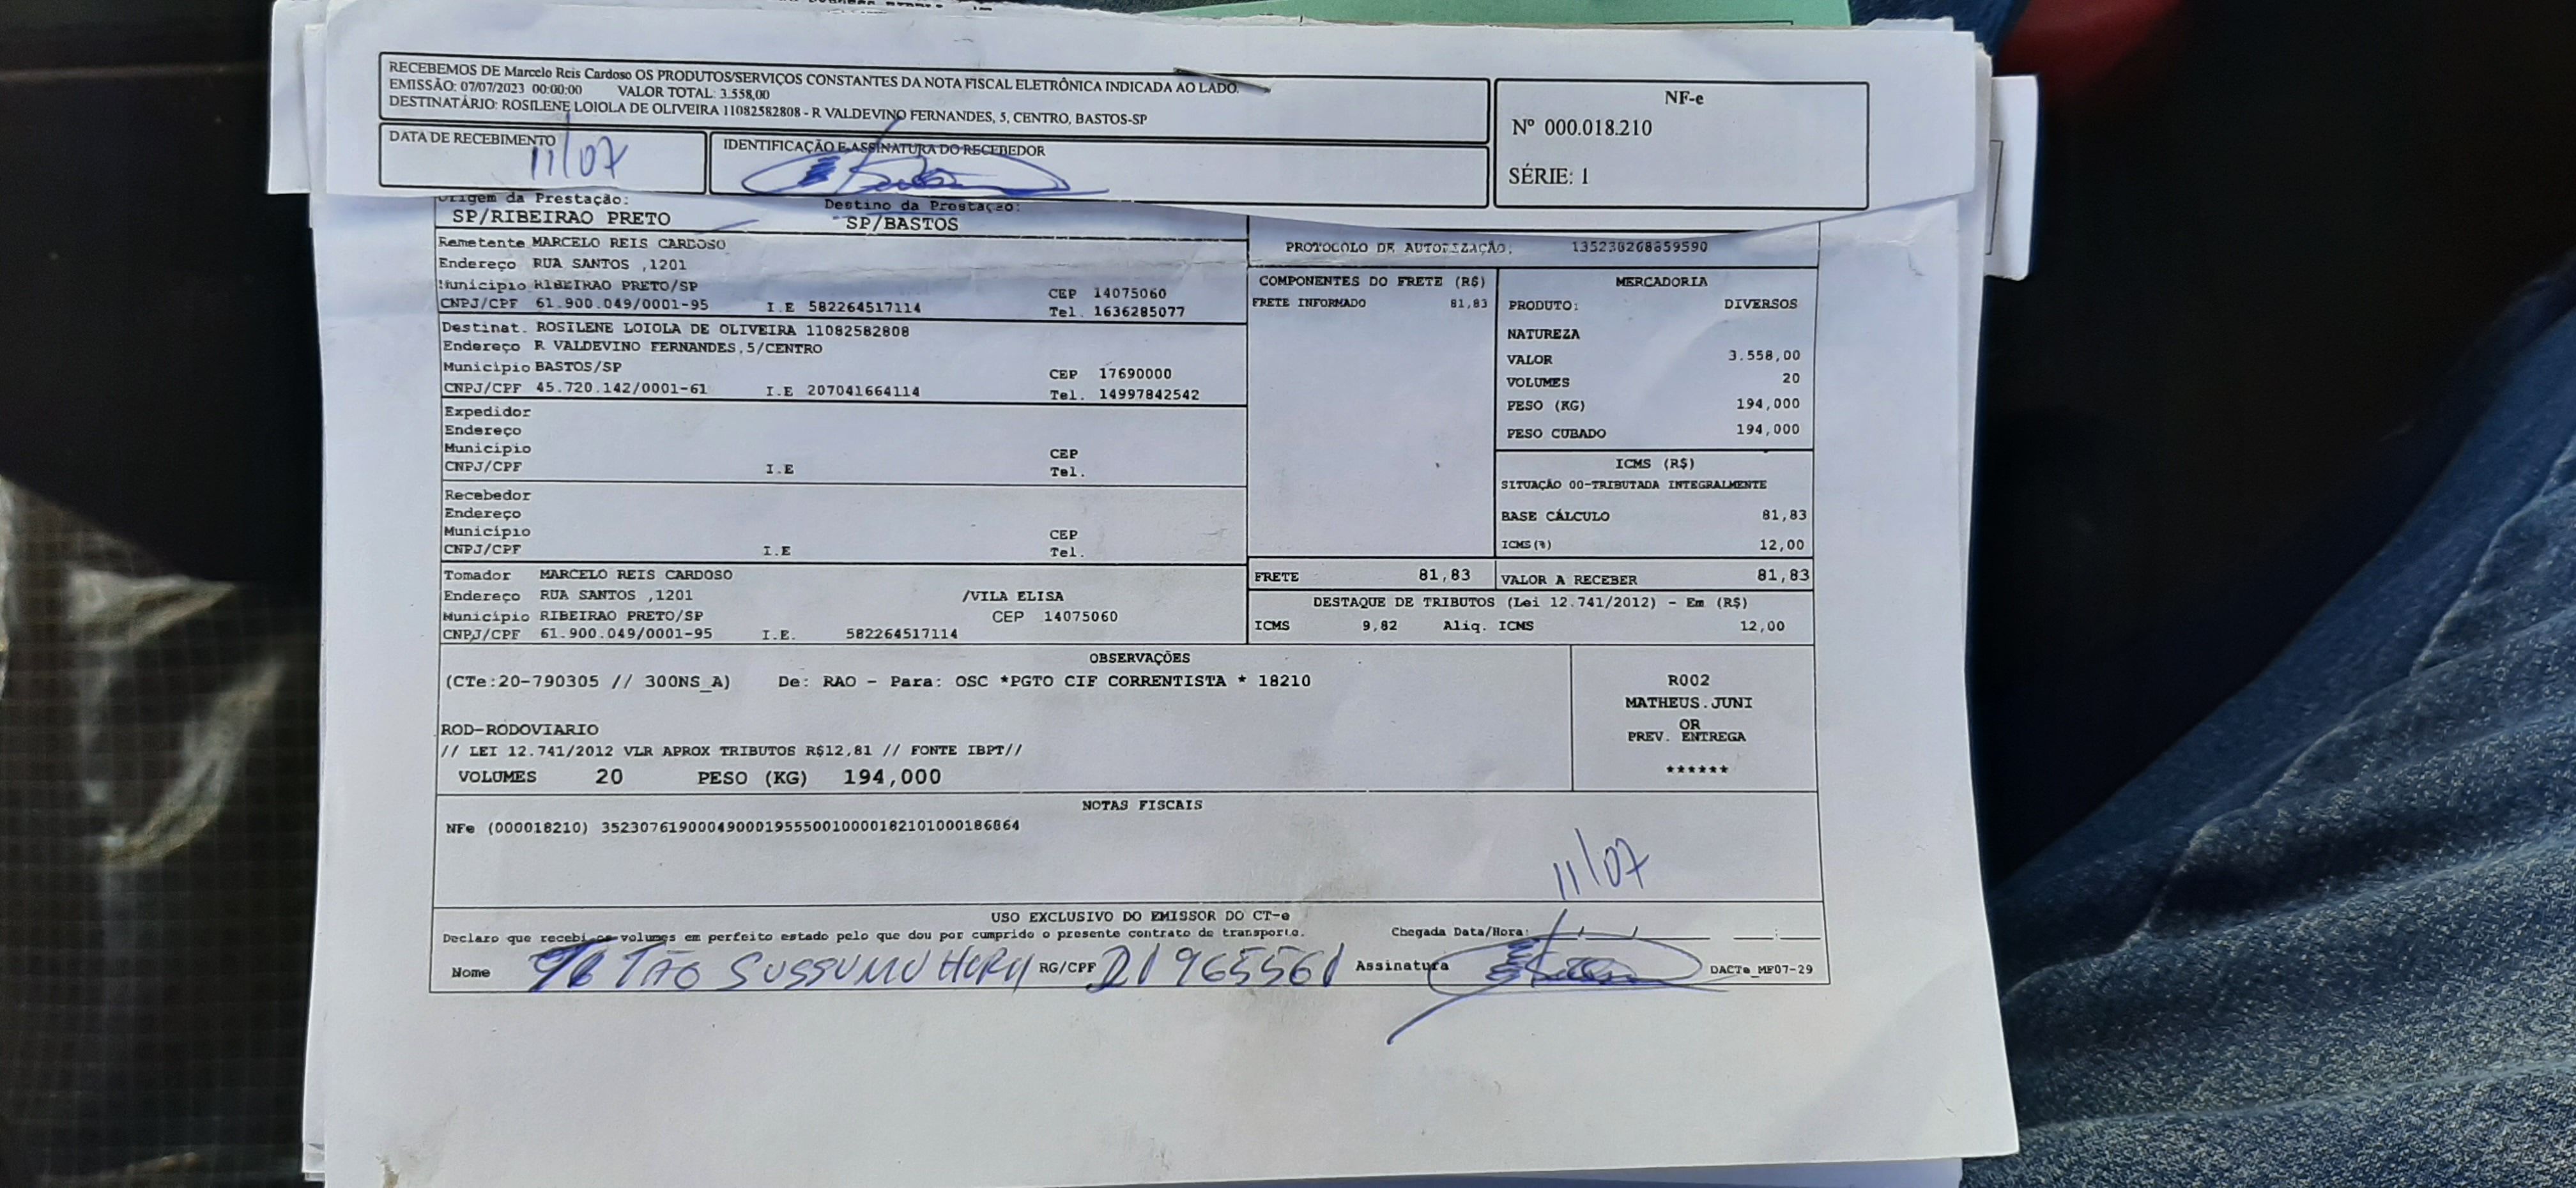 RECEBEMOS DE Marcelo Reis Cardoso OS PRODUTOS/SERVIÇOS CONSTANTES DA NOTA FISCAL ELETRÔNICA INDICADA AO LADO.
EMISSÃO: 07/07/2023 00:00:00 VALOR TOTAL: 3.558,00
DESTINATÁRIO: ROSILENE LOIOLA DE OLIVEIRA 11082582808 - R VALDEVINO FERNANDES, 5, CENTRO, BASTOS-SP
DATA DE RECEBIMENTO
11/07
IDENTIFICAÇÃO E ASSINATURA DO RECEBEDOR
NF-e
Nº 000.018.210
SÉRIE: 1
Origem da Prestação: Destino da Prestação:
SP/RIBEIRAO PRETO SP/BASTOS
Remetente MARCELO REIS CARDOSO
Endereço RUA SANTOS ,1201
Municipio RIBEIRAO PRETO/SP CEP 14075060
CNPJ/CPF 61.900.049/0001-95 I.E 582264517114 Tel. 1636285077
Destinat. ROSILENE LOIOLA DE OLIVEIRA 11082582808
Endereço R VALDEVINO FERNANDES,5/CENTRO
Municipio BASTOS/SP CEP 17690000
CNPJ/CPF 45.720.142/0001-61 I.E 207041664114 Tel. 14997842542
Expedidor
Endereço
Município CEP
CNPJ/CPF I.E Tel.
Recebedor
Endereço
Município CEP
CNPJ/CPF I.E Tel.
Tomador MARCELO REIS CARDOSO
Endereço RUA SANTOS ,1201 /VILA ELISA
Municipio RIBEIRAO PRETO/SP CEP 14075060
CNPJ/CPF 61.900.049/0001-95 I.E. 582264517114
PROTOCOLO DE AUTORIZAÇÃO: 135230268659590
COMPONENTES DO FRETE (R$)
FRETE INFORMADO 81,83
MERCADORIA
PRODUTO: DIVERSOS
NATUREZA
VALOR 3.558,00
VOLUMES 20
PESO (KG) 194,000
PESO CUBADO 194,000
ICMS (R$)
SITUAÇÃO 00-TRIBUTADA INTEGRALMENTE
BASE CÁLCULO 81,83
ICMS(%) 12,00
FRETE 81,83 VALOR A RECEBER 81,83
DESTAQUE DE TRIBUTOS (Lei 12.741/2012) - Em (R$)
ICMS 9,82 Aliq. ICMS 12,00
OBSERVAÇÕES
(CTe:20-790305 // 300NS_A) De: RAO - Para: OSC *PGTO CIF CORRENTISTA * 18210
ROD-RODOVIARIO
// LEI 12.741/2012 VLR APROX TRIBUTOS R$12,81 // FONTE IBPT//
VOLUMES 20 PESO (KG) 194,000
R002
MATHEUS.JUNI
OR
PREV. ENTREGA
******
NOTAS FISCAIS
NFe (000018210) 35230761900049000195550010000182101000186864
11/07
USO EXCLUSIVO DO EMISSOR DO CT-e
Declaro que recebi os volumes em perfeito estado pelo que dou por cumprido o presente contrato de transporte. Chegada Data/Hora: / / :
Nome SUSSUMU RG/CPF 21965561 Assinatura DACTe_MF07-29